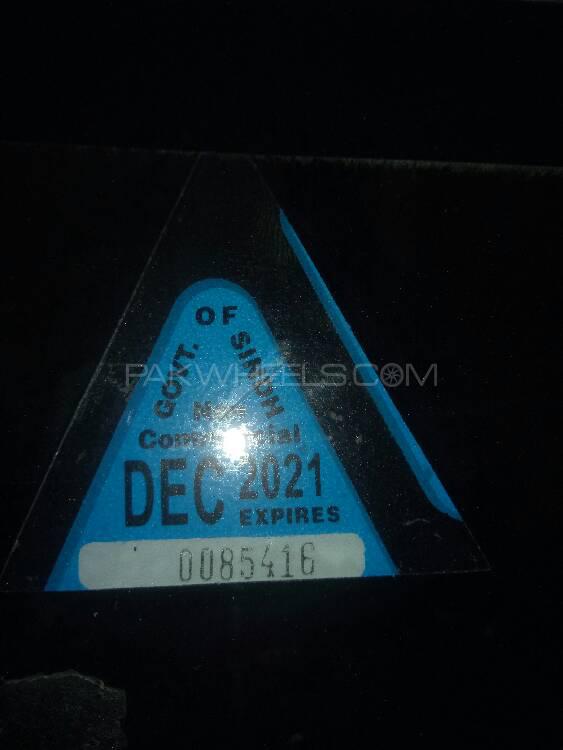 GOVT. OF SINDH
Non
Commercial
DEC 2021
EXPIRES
0085416
PAKWHEELS.COM